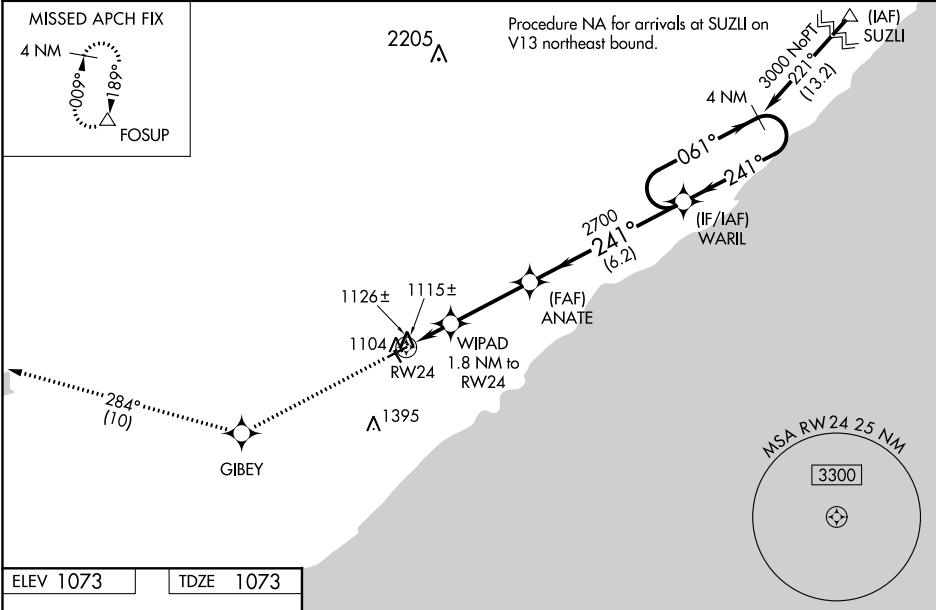 MISSED APCH FIX
4 NM
009°
189°
FOSUP
2205
Procedure NA for arrivals at SUZLI on
V13 northeast bound.
(IAF)
SUZLI
3000 NoPT
221°
(13.2)
4 NM
061°
241°
(IF/IAF)
WARIL
2700
241°
(6.2)
(FAF)
ANATE
1126±
1115±
1104
RW24
WIPAD
1.8 NM to
RW24
284°
(10)
GIBEY
1395
MSA RW24 25 NM
3300
ELEV 1073
TDZE 1073